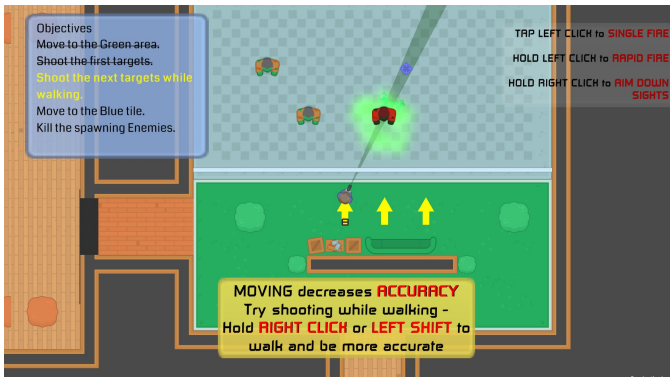 Objectives
Move to the Green area.
Shoot the first targets.
Shoot the next targets while
walking.
Move to the Blue tile.
Kill the spawning Enemies.
TAP LEFT CLICK to SINGLE FIRE
HOLD LEFT CLICK to RAPID FIRE
HOLD RIGHT CLICK to AIM DOWN
SIGHTS
MOVING decreases ACCURACY
Try shooting while walking -
Hold RIGHT CLICK or LEFT SHIFT to
walk and be more accurate